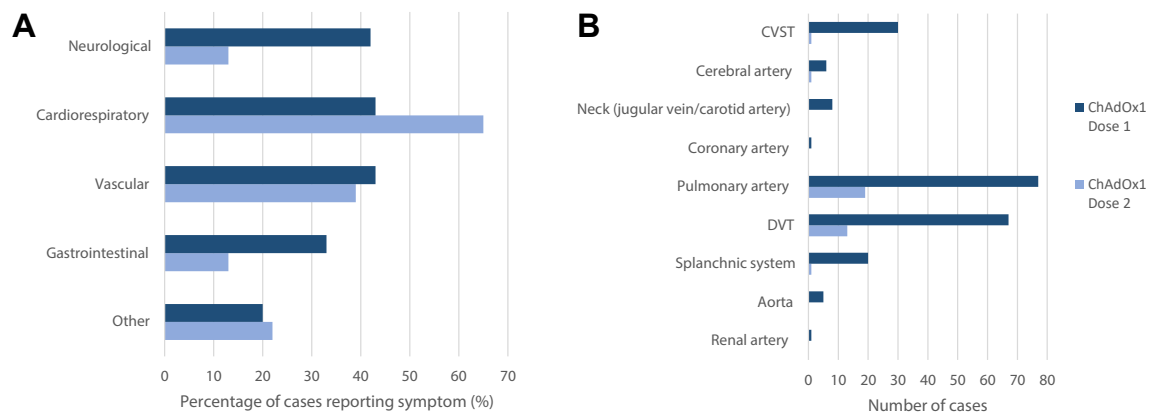 A
Neurological
Cardiorespiratory
Vascular
Gastrointestinal
Other
0 10 20 30 40 50 60 70
Percentage of cases reporting symptom (%)
B
CVST
Cerebral artery
Neck (jugular vein/carotid artery)
Coronary artery
Pulmonary artery
DVT
Splanchnic system
Aorta
Renal artery
0 10 20 30 40 50 60 70 80
Number of cases
ChAdOx1
Dose 1
ChAdOx1
Dose 2